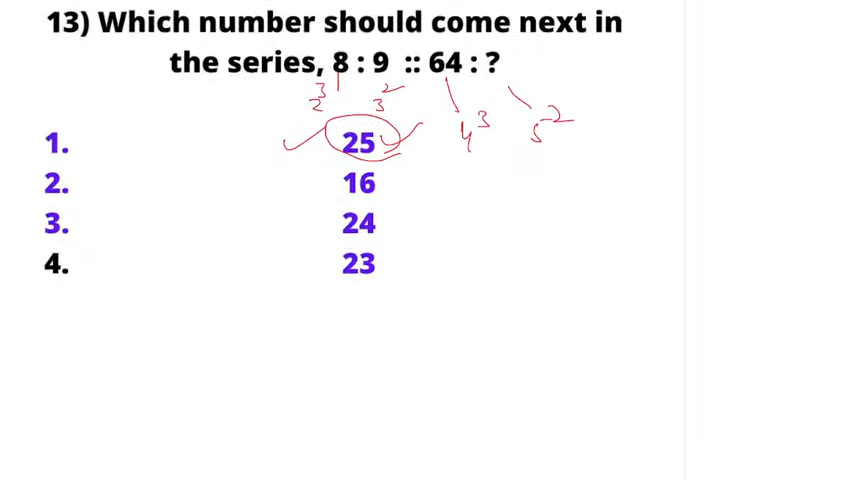 13) Which number should come next in
the series, 8 : 9 :: 64 : ?
2³ 3² 4³ 5²
1. 25
2. 16
3. 24
4. 23